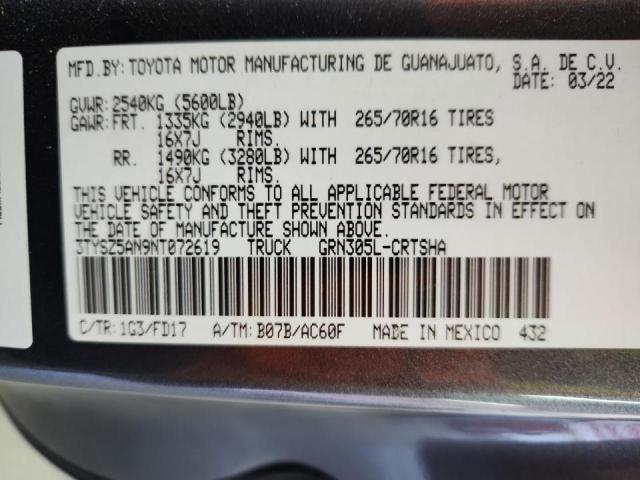 MFD.BY: TOYOTA MOTOR MANUFACTURING DE GUANAJUATO, S.A. DE C.V.
DATE: 03/22
GVWR: 2540KG (5600LB)
GAWR: FRT. 1335KG (2940LB) WITH 265/70R16 TIRES
16X7J RIMS.
RR. 1490KG (3280LB) WITH 265/70R16 TIRES,
16X7J RIMS.
THIS VEHICLE CONFORMS TO ALL APPLICABLE FEDERAL MOTOR
VEHICLE SAFETY AND THEFT PREVENTION STANDARDS IN EFFECT ON
THE DATE OF MANUFACTURE SHOWN ABOVE.
3TYSZ5AN9NT072619 TRUCK GRN305L-CRTSHA
C/TR: 1G3/FD17 A/TM: B07B/AC60F MADE IN MEXICO 432